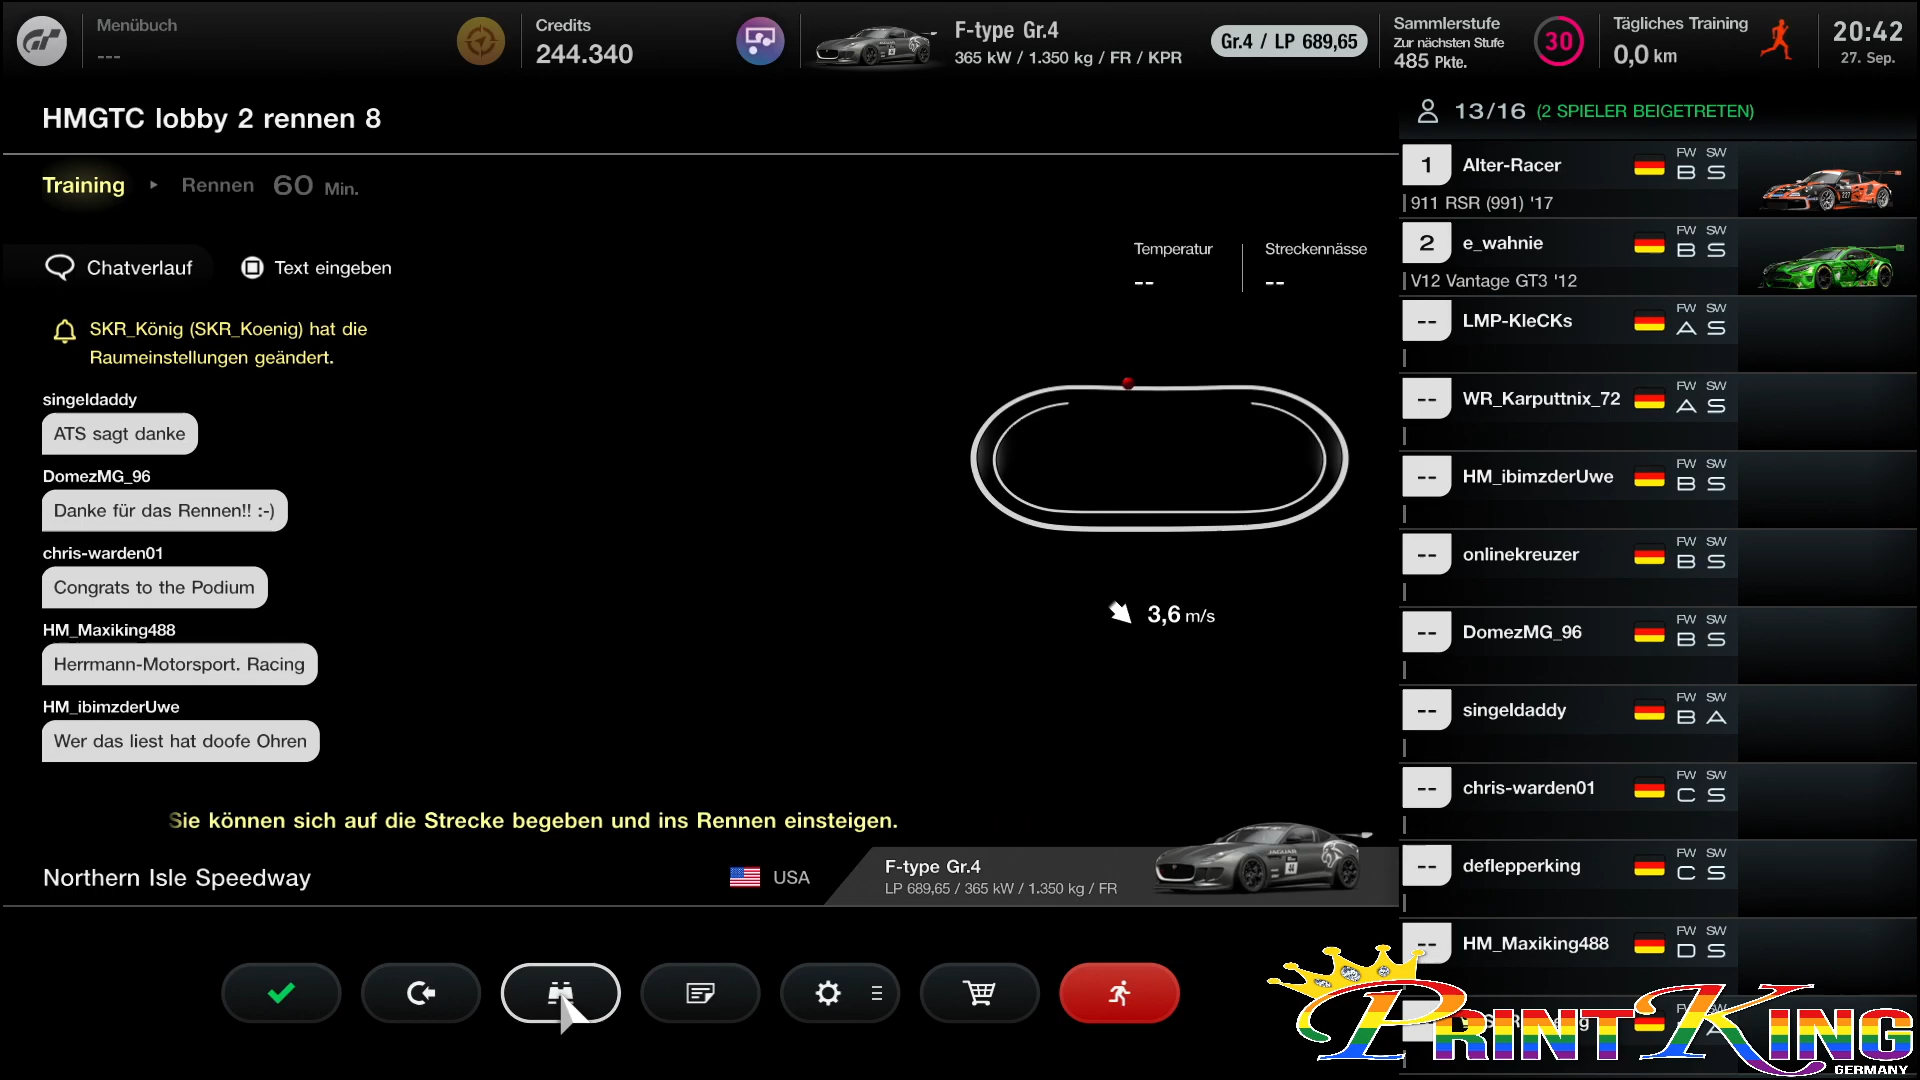 Menübuch
---
Credits
244.340
F-type Gr.4
365 kW / 1.350 kg / FR / KPR
Gr.4 / LP 689,65
Sammlerstufe
Zur nächsten Stufe
485 Pkte.
30
Tägliches Training
0,0 km
20:42
27. Sep.
HMGTC lobby 2 rennen 8
Training
Rennen 60 Min.
Chatverlauf
Text eingeben
Temperatur
--
Streckennässe
--
SKR_König (SKR_Koenig) hat die
Raumeinstellungen geändert.
singeldaddy
ATS sagt danke
DomezMG_96
Danke für das Rennen!! :-)
chris-warden01
Congrats to the Podium
HM_Maxiking488
Herrmann-Motorsport. Racing
HM_ibimzderUwe
Wer das liest hat doofe Ohren
3,6 m/s
Sie können sich auf die Strecke begeben und ins Rennen einsteigen.
Northern Isle Speedway
USA
F-type Gr.4
LP 689,65 / 365 kW / 1.350 kg / FR
13/16 (2 SPIELER BEIGETRETEN)
1 Alter-Racer FW B SW S
911 RSR (991) '17
2 e_wahnie FW B SW S
V12 Vantage GT3 '12
-- LMP-KleCKs FW A SW S
-- WR_Karputtnix_72 FW A SW S
-- HM_ibimzderUwe FW B SW S
-- onlinekreuzer FW B SW S
-- DomezMG_96 FW B SW S
-- singeldaddy FW B SW A
-- chris-warden01 FW C SW S
-- deflepperking FW C SW S
-- HM_Maxiking488 FW D SW S
PRINT KING
GERMANY